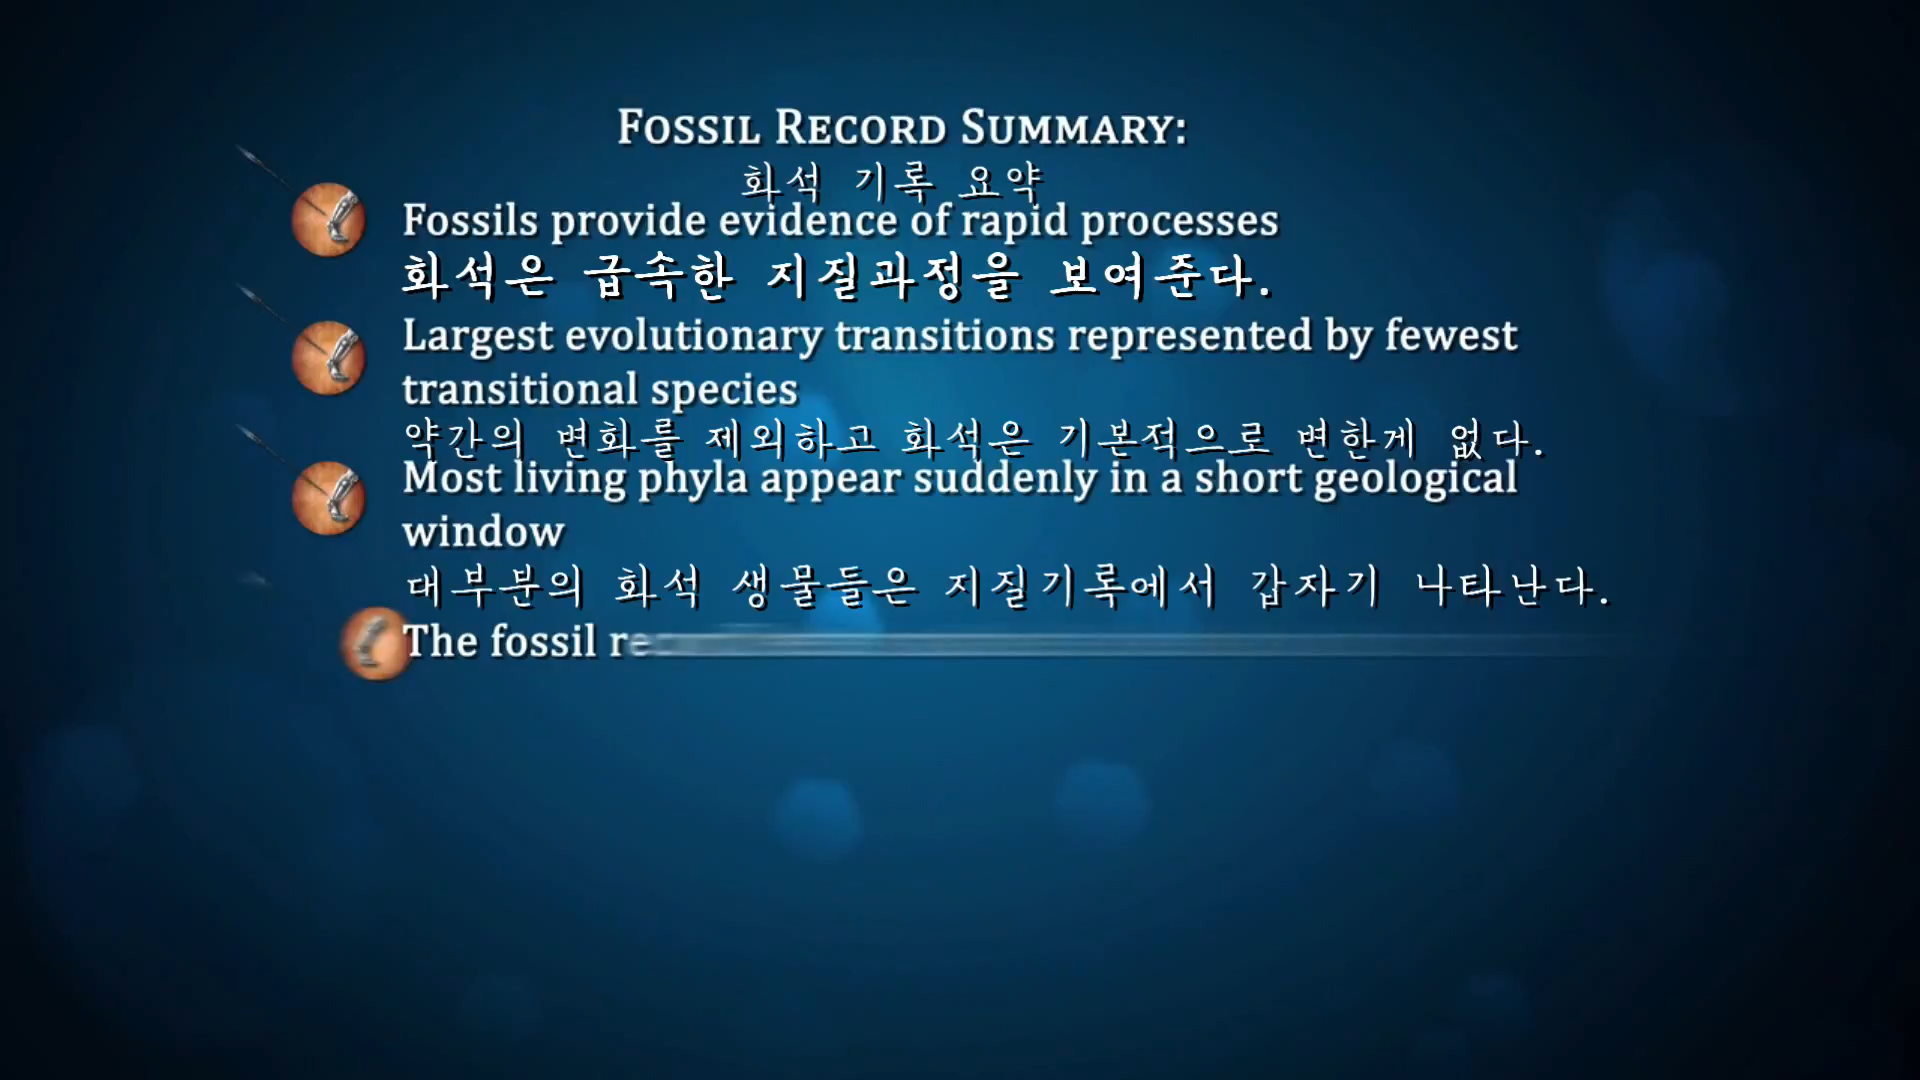 FOSSIL RECORD SUMMARY:
화석 기록 요약
Fossils provide evidence of rapid processes
화석은 급속한 지질과정을 보여준다.
Largest evolutionary transitions represented by fewest
transitional species
약간의 변화를 제외하고 화석은 기본적으로 변한게 없다.
Most living phyla appear suddenly in a short geological
window
대부분의 화석 생물들은 지질기록에서 갑자기 나타난다.
The fossil